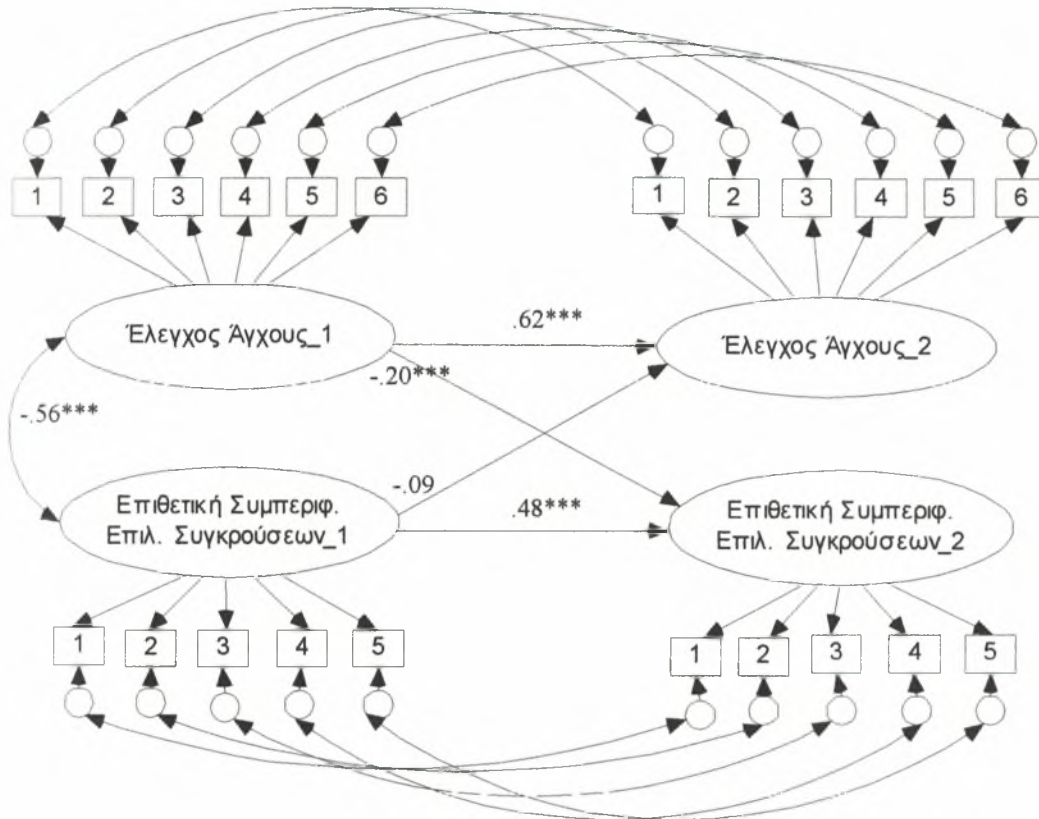 1 2 3 4 5 6
1 2 3 4 5 6
Έλεγχος Άγχους_1
.62***
Έλεγχος Άγχους_2
-.20***
-.56***
-.09
Επιθετική Συμπεριφ.
Επιλ. Συγκρούσεων_1
.48***
Επιθετική Συμπεριφ.
Επιλ. Συγκρούσεων_2
1 2 3 4 5
1 2 3 4 5